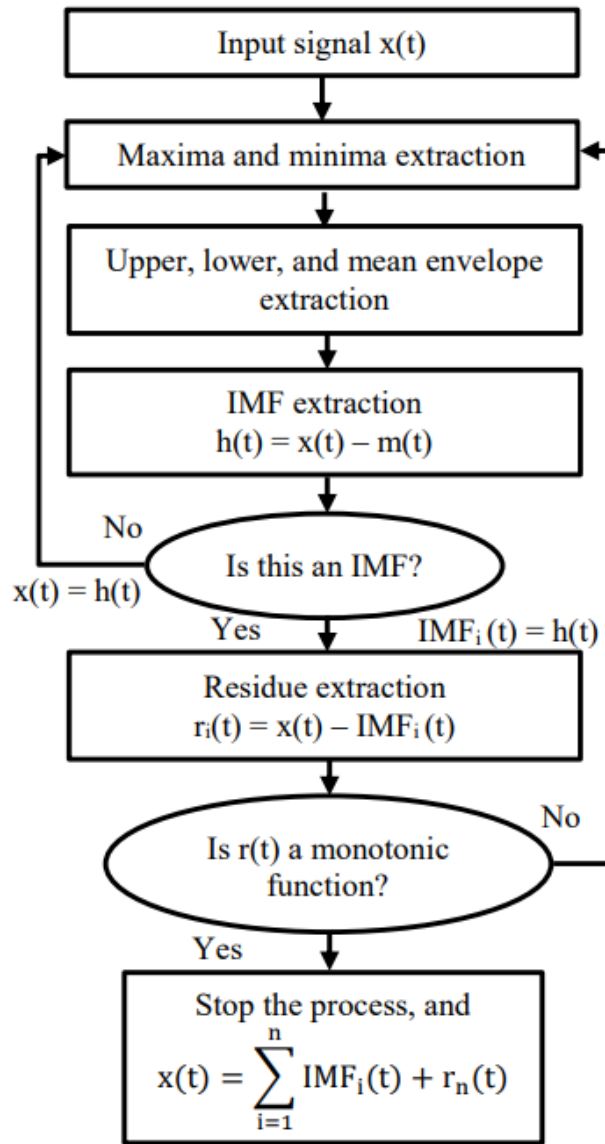 Input signal x(t)
Maxima and minima extraction
Upper, lower, and mean envelope
extraction
IMF extraction
h(t) = x(t) – m(t)
No
Is this an IMF?
x(t) = h(t)
Yes
IMFᵢ(t) = h(t)
Residue extraction
rᵢ(t) = x(t) – IMFᵢ(t)
No
Is r(t) a monotonic
function?
Yes
Stop the process, and
n
x(t) = ∑ IMFᵢ(t) + rₙ(t)
i=1